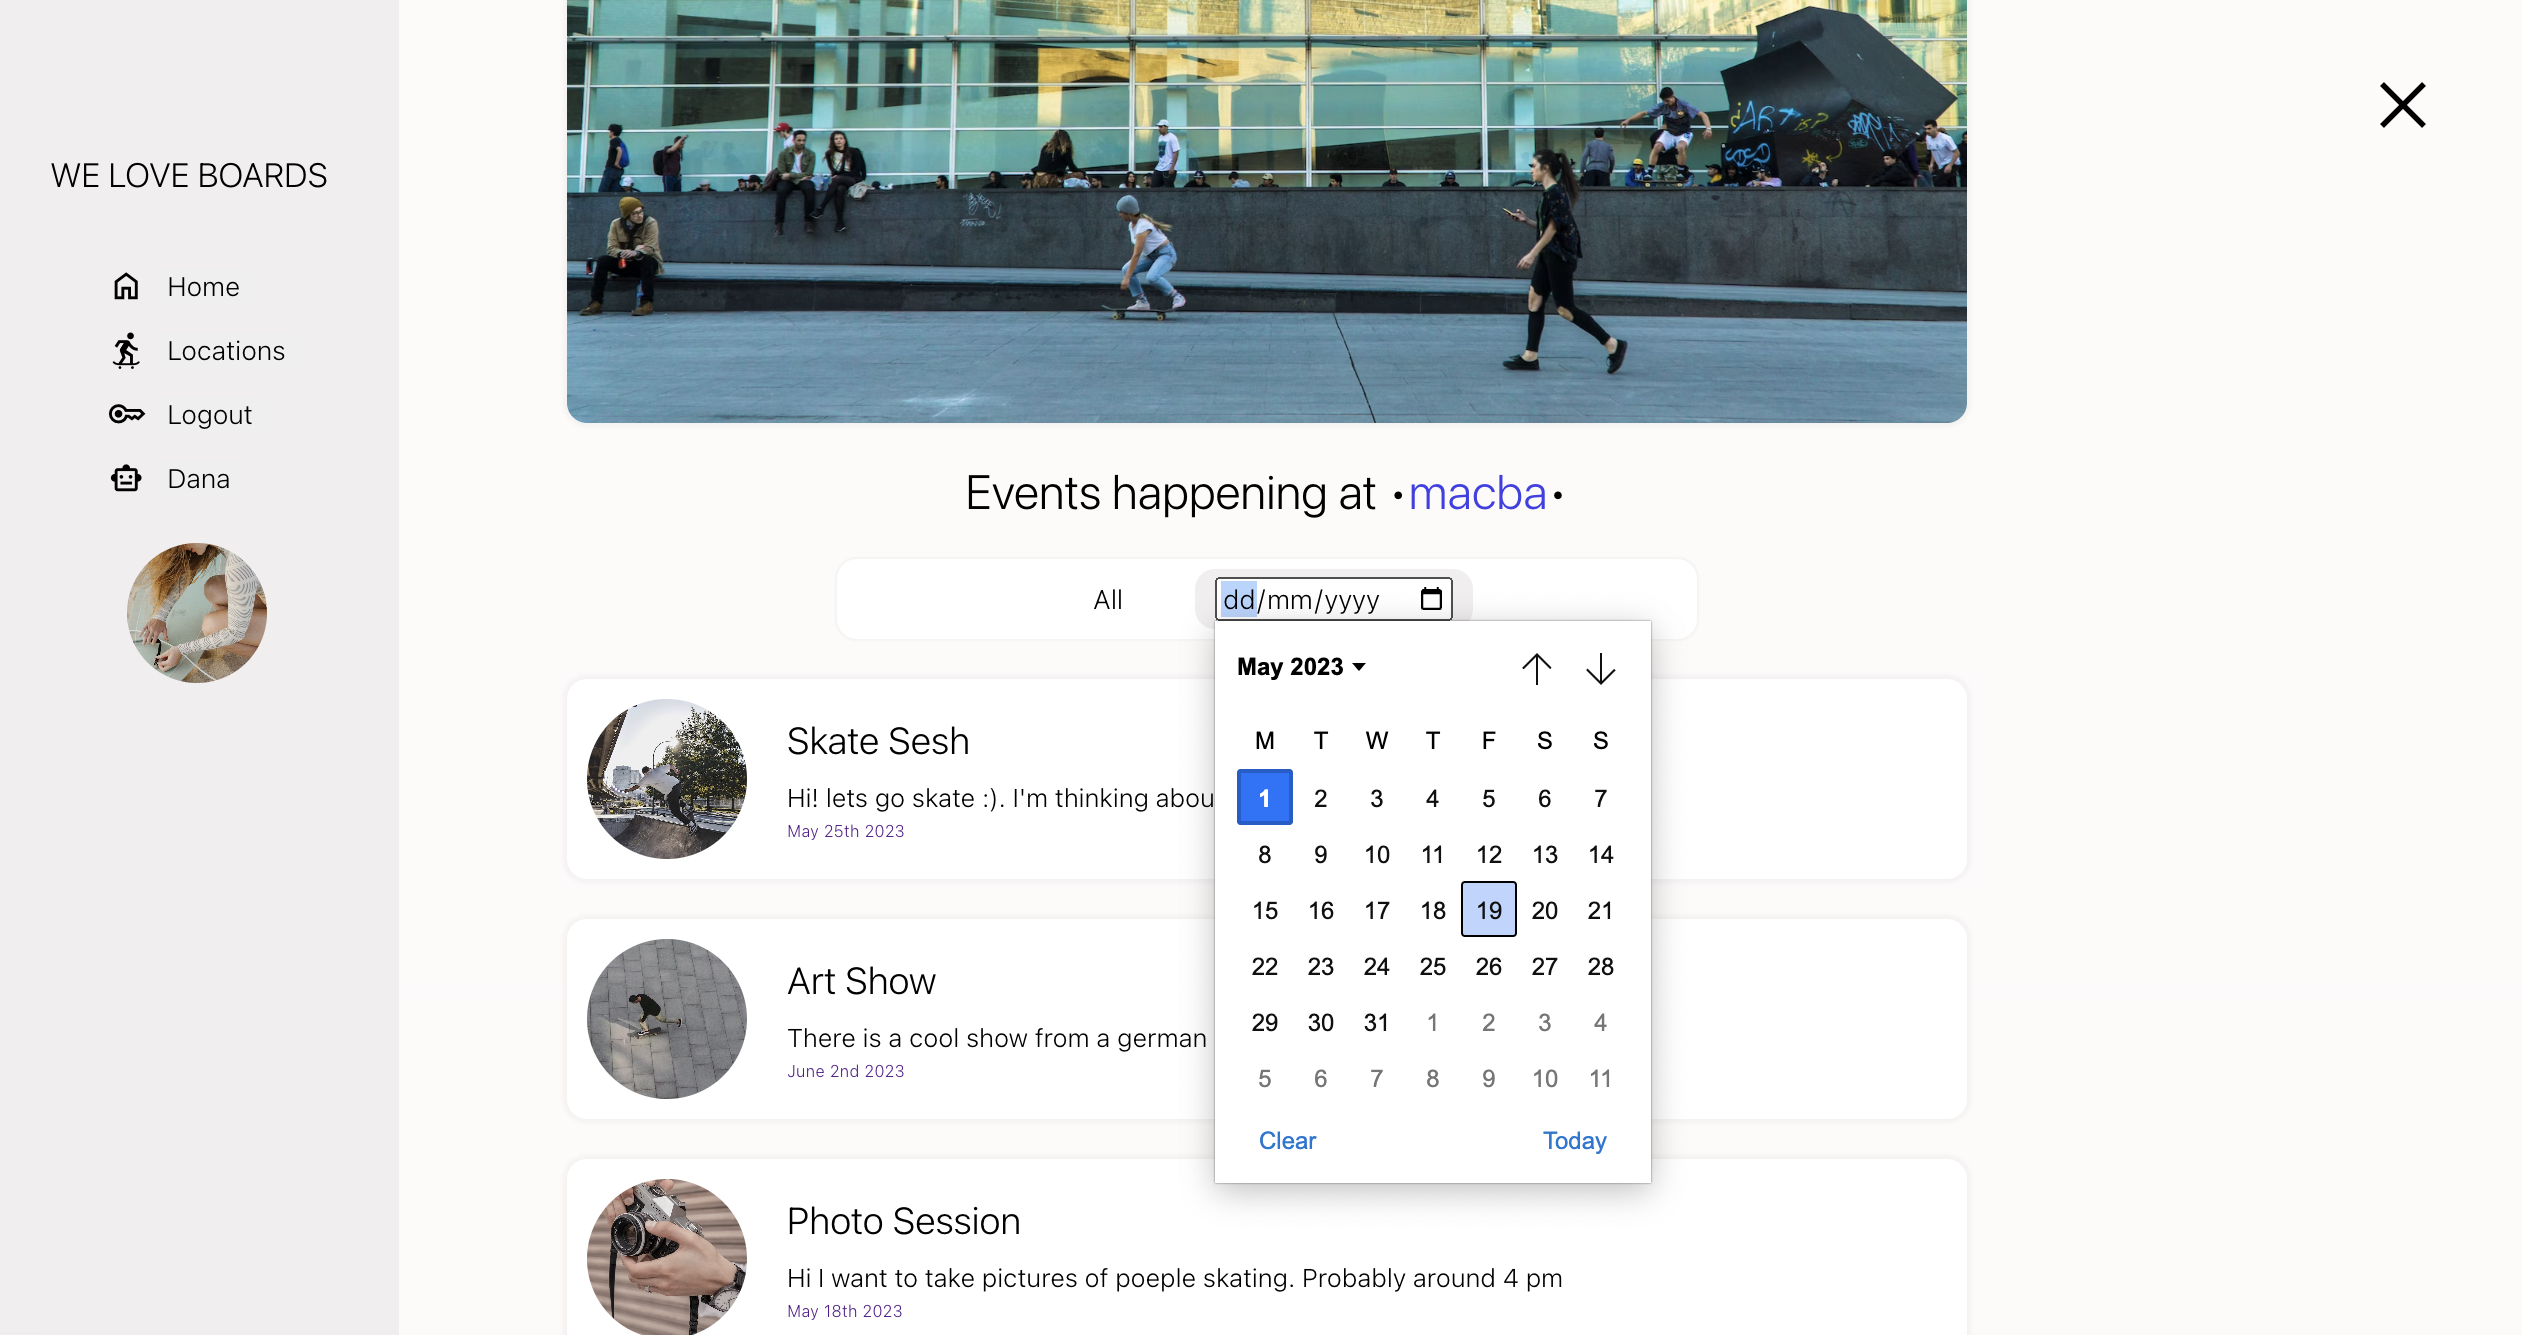 WE LOVE BOARDS
Home
Locations
Logout
Dana
Events happening at •macba•
All
dd/mm/yyyy
May 2023
M T W T F S S
1 2 3 4 5 6 7
8 9 10 11 12 13 14
15 16 17 18 19 20 21
22 23 24 25 26 27 28
29 30 31 1 2 3 4
5 6 7 8 9 10 11
Clear Today
Skate Sesh
Hi! lets go skate :). I'm thinking abou
May 25th 2023
Art Show
There is a cool show from a german
June 2nd 2023
Photo Session
Hi I want to take pictures of poeple skating. Probably around 4 pm
May 18th 2023